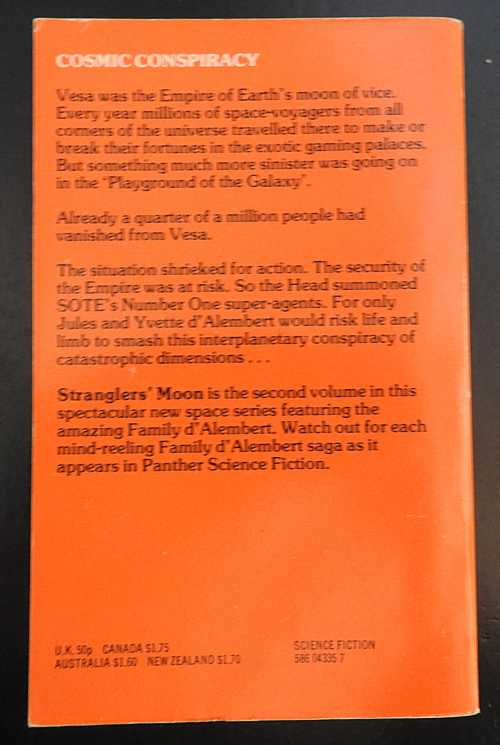 COSMIC CONSPIRACY
Vesa was the Empire of Earth's moon of vice.
Every year millions of space-voyagers from all
corners of the universe travelled there to make or
break their fortunes in the exotic gaming palaces.
But something much more sinister was going on
in the 'Playground of the Galaxy'.
Already a quarter of a million people had
vanished from Vesa.
The situation shrieked for action. The security of
the Empire was at risk. So the Head summoned
SOTE's Number One super-agents. For only
Jules and Yvette d'Alembert would risk life and
limb to smash this interplanetary conspiracy of
catastrophic dimensions . . .
Stranglers' Moon is the second volume in this
spectacular new space series featuring the
amazing Family d'Alembert. Watch out for each
mind-reeling Family d'Alembert saga as it
appears in Panther Science Fiction.
U.K. 50p CANADA $1.75
AUSTRALIA $1.60 NEW ZEALAND $1.70
SCIENCE FICTION
586 04335 7